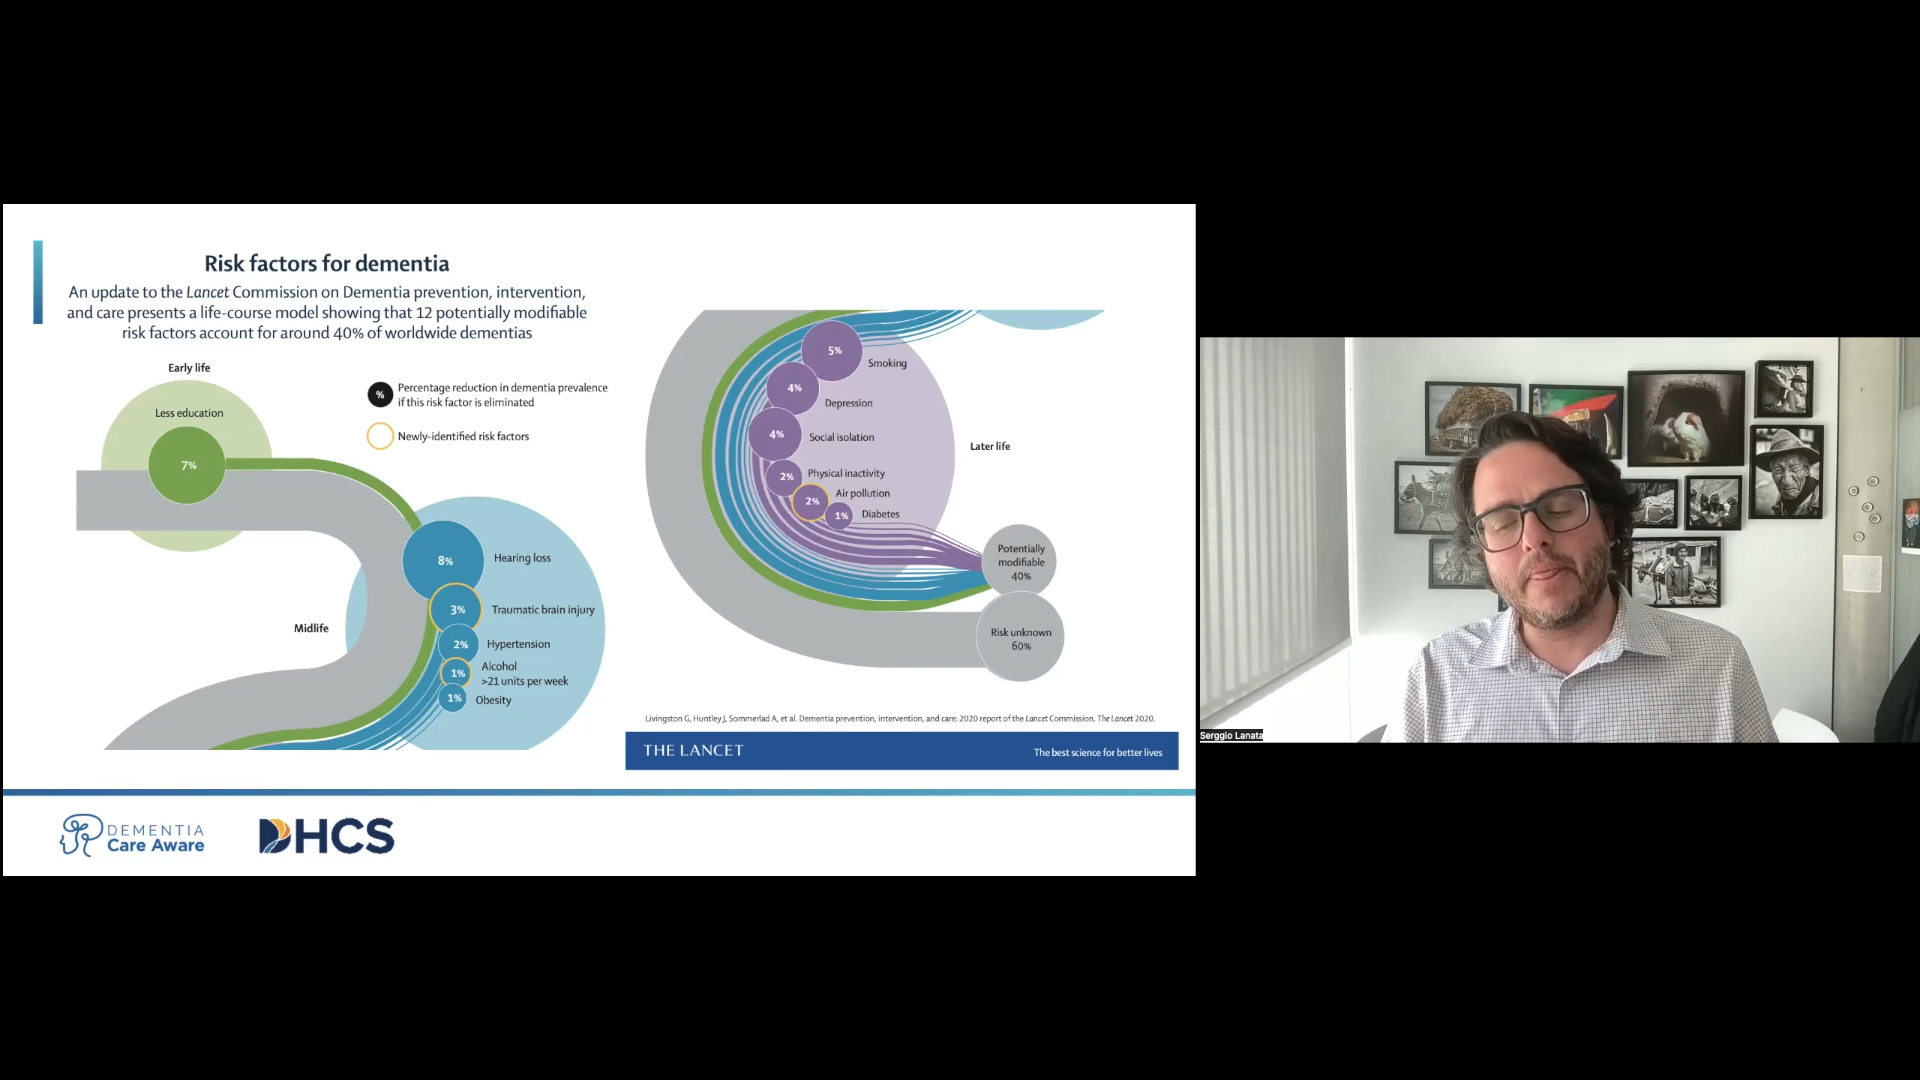 Risk factors for dementia
An update to the Lancet Commission on Dementia prevention, intervention,
and care presents a life-course model showing that 12 potentially modifiable
risk factors account for around 40% of worldwide dementias
Early life
Less education
7%
%
Percentage reduction in dementia prevalence
if this risk factor is eliminated
Newly-identified risk factors
8%
Hearing loss
3%
Traumatic brain injury
Midlife
2%
Hypertension
1%
Alcohol
>21 units per week
1%
Obesity
5%
Smoking
4%
Depression
4%
Social isolation
Later life
2%
Physical inactivity
2%
Air pollution
1%
Diabetes
Potentially
modifiable
40%
Risk unknown
60%
Livingston G, Huntley J, Sommerlad A, et al. Dementia prevention, intervention, and care: 2020 report of the Lancet Commission. The Lancet 2020.
THE LANCET
The best science for better lives
DEMENTIA
Care Aware
DHCS
Serggio Lanata